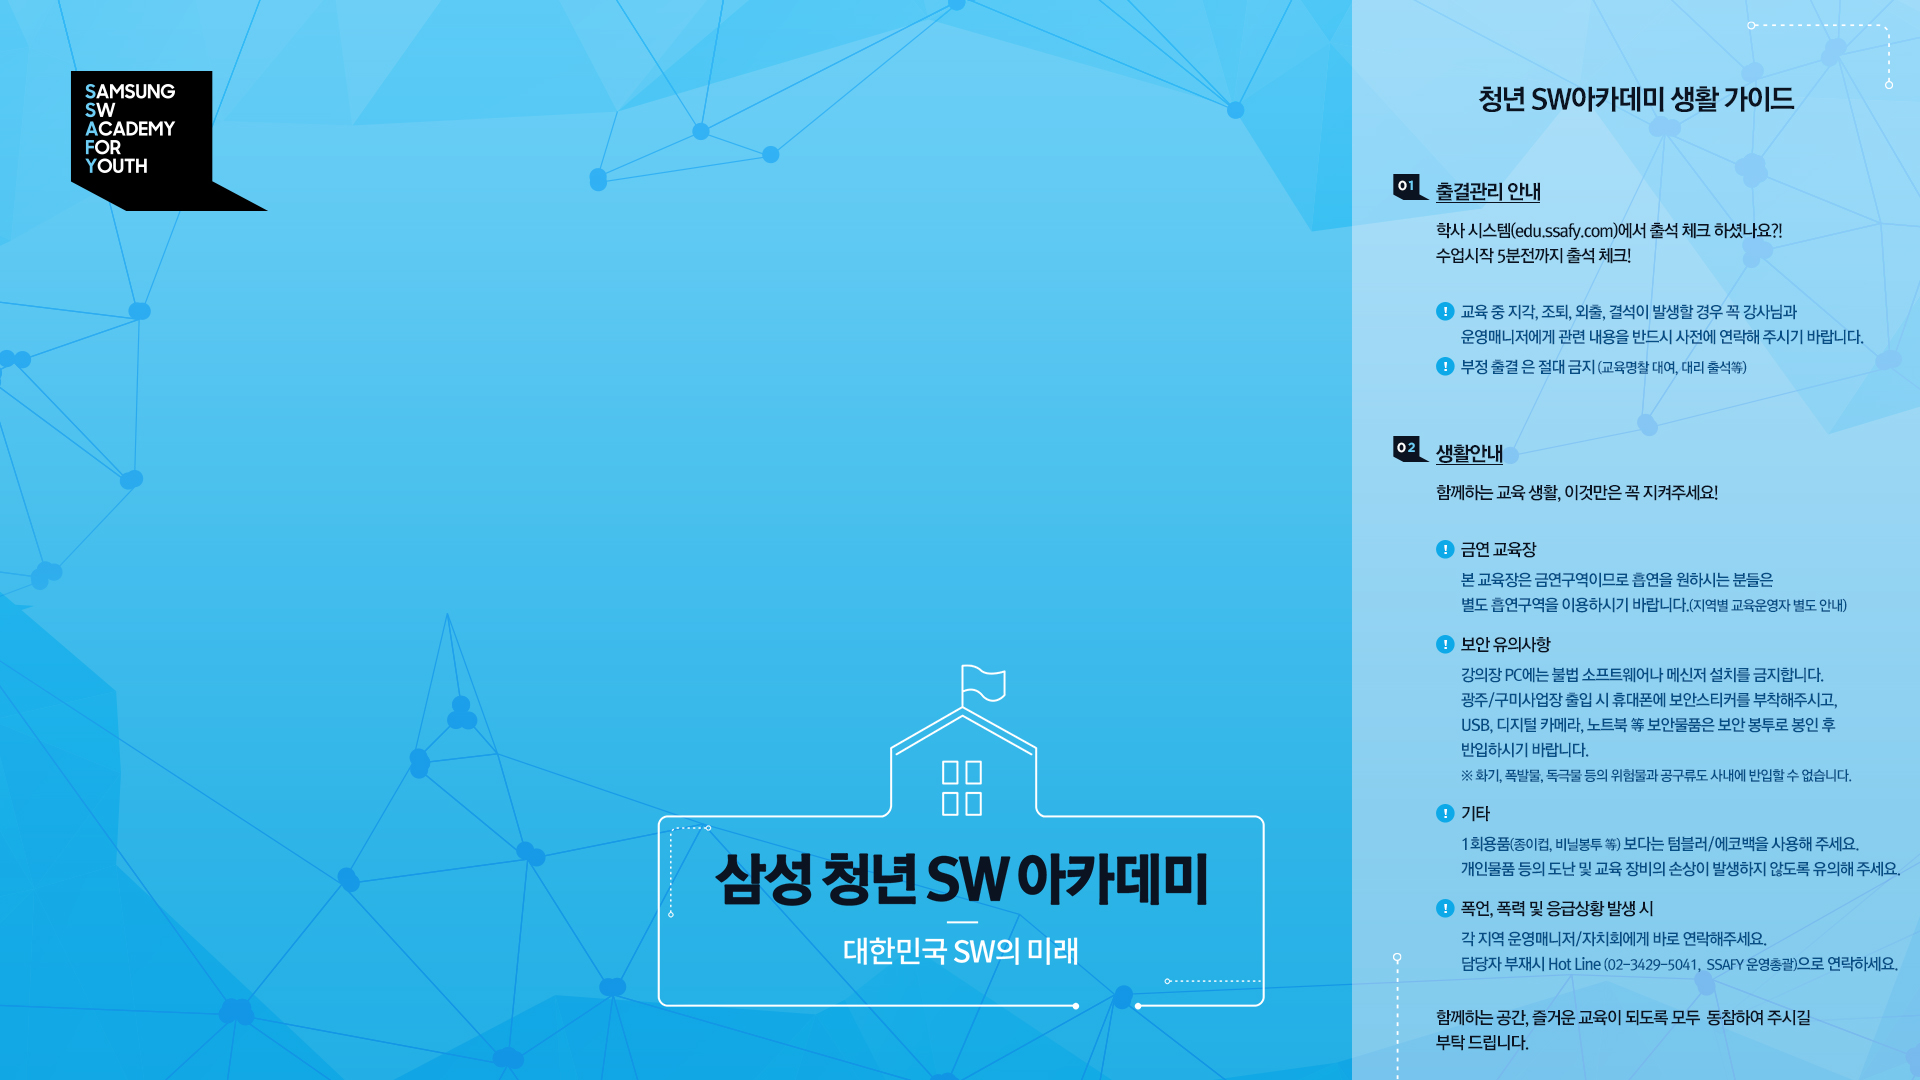 SAMSUNG
SW
ACADEMY
FOR
YOUTH
삼성 청년 SW 아카데미
대한민국 SW의 미래
청년 SW아카데미 생활 가이드
01 출결관리 안내
학사 시스템(edu.ssafy.com)에서 출석 체크 하셨나요?!
수업시작 5분전까지 출석 체크!
! 교육 중 지각, 조퇴, 외출, 결석이 발생할 경우 꼭 강사님과
운영매니저에게 관련 내용을 반드시 사전에 연락해 주시기 바랍니다.
! 부정 출결 은 절대 금지 (교육명찰 대여, 대리 출석等)
02 생활안내
함께하는 교육 생활, 이것만은 꼭 지켜주세요!
! 금연 교육장
본 교육장은 금연구역이므로 흡연을 원하시는 분들은
별도 흡연구역을 이용하시기 바랍니다.(지역별 교육운영자 별도 안내)
! 보안 유의사항
강의장 PC에는 불법 소프트웨어나 메신저 설치를 금지합니다.
광주/구미사업장 출입 시 휴대폰에 보안스티커를 부착해주시고,
USB, 디지털 카메라, 노트북 等 보안물품은 보안 봉투로 봉인 후
반입하시기 바랍니다.
※ 화기, 폭발물, 독극물 등의 위험물과 공구류도 사내에 반입할 수 없습니다.
! 기타
1회용품(종이컵, 비닐봉투 等) 보다는 텀블러/에코백을 사용해 주세요.
개인물품 등의 도난 및 교육 장비의 손상이 발생하지 않도록 유의해 주세요.
! 폭언, 폭력 및 응급상황 발생 시
각 지역 운영매니저/자치회에게 바로 연락해주세요.
담당자 부재시 Hot Line (02-3429-5041, SSAFY 운영총괄)으로 연락하세요.
함께하는 공간, 즐거운 교육이 되도록 모두 동참하여 주시길
부탁 드립니다.